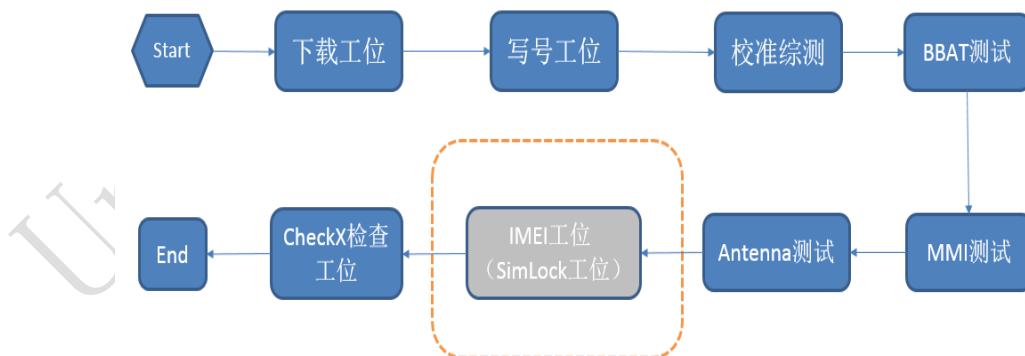 Start
下载工位
写号工位
校准综测
BBAT测试
MMI测试
Antenna测试
IMEI工位
（SimLock工位）
CheckX检查
工位
End